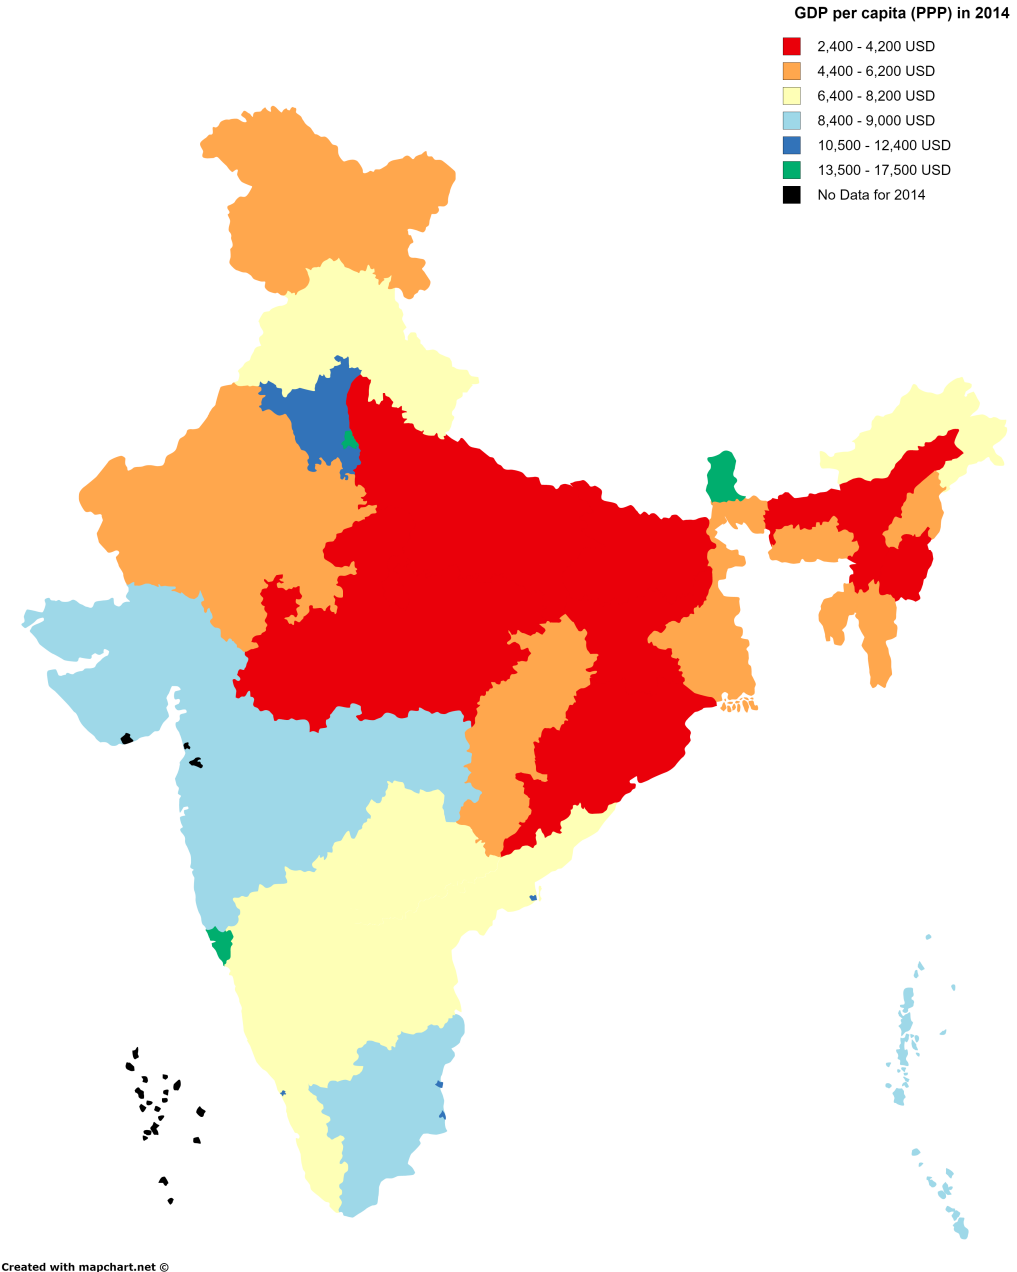 GDP per capita (PPP) in 2014
2,400 - 4,200 USD
4,400 - 6,200 USD
6,400 - 8,200 USD
8,400 - 9,000 USD
10,500 - 12,400 USD
13,500 - 17,500 USD
No Data for 2014
Created with mapchart.net ©